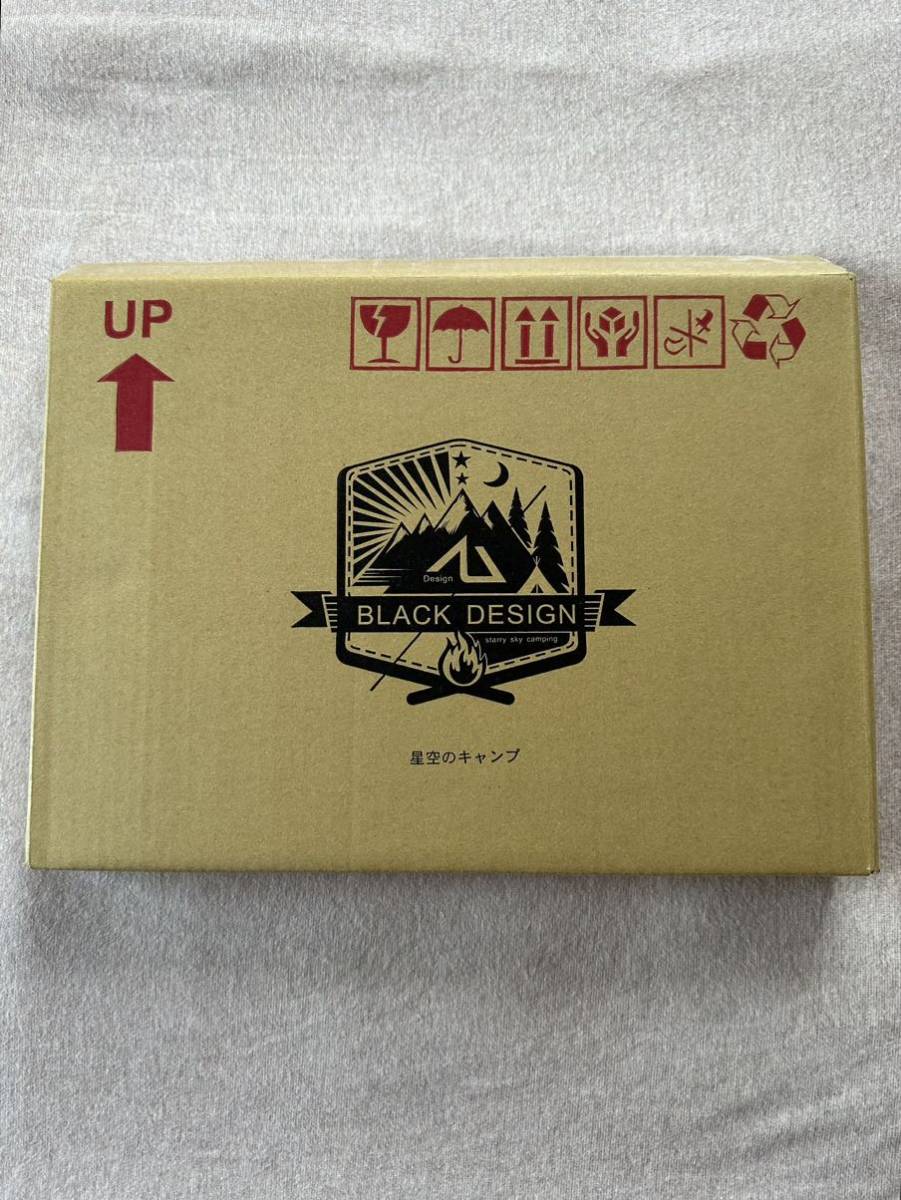 UP
Design
BLACK DESIGN
starry sky camping
星空のキャンプ